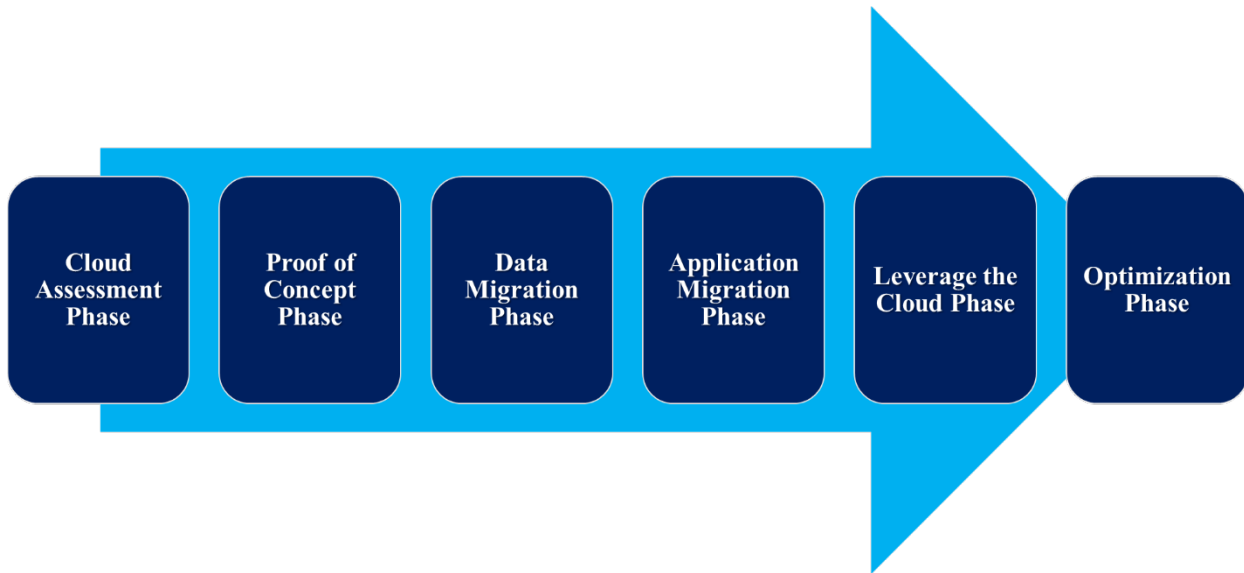 Cloud
Assessment
Phase
Proof of
Concept
Phase
Data
Migration
Phase
Application
Migration
Phase
Leverage the
Cloud Phase
Optimization
Phase